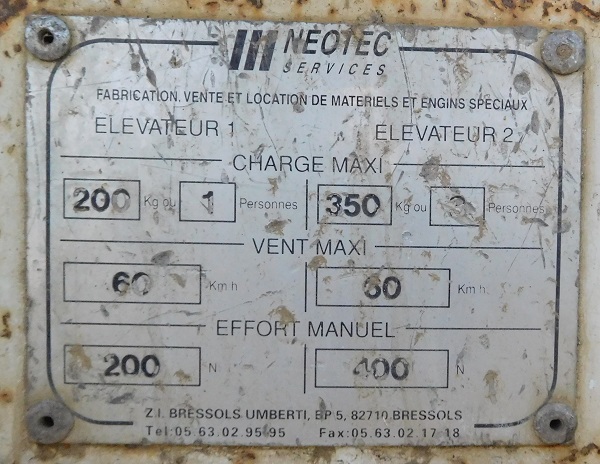 NEOTEC
SERVICES
FABRICATION, VENTE ET LOCATION DE MATERIELS ET ENGINS SPECIAUX
ELEVATEUR 1 ELEVATEUR 2
CHARGE MAXI
200 Kg ou 1 Personnes 350 Kg ou Personnes
VENT MAXI
60 Km h 60 Km h
EFFORT MANUEL
200 N 400 N
Z.I. BRESSOLS UMBERTI, BP 5, 82710 BRESSOLS
Tel:05 63.02.95 95 Fax:05.63.02.17 18